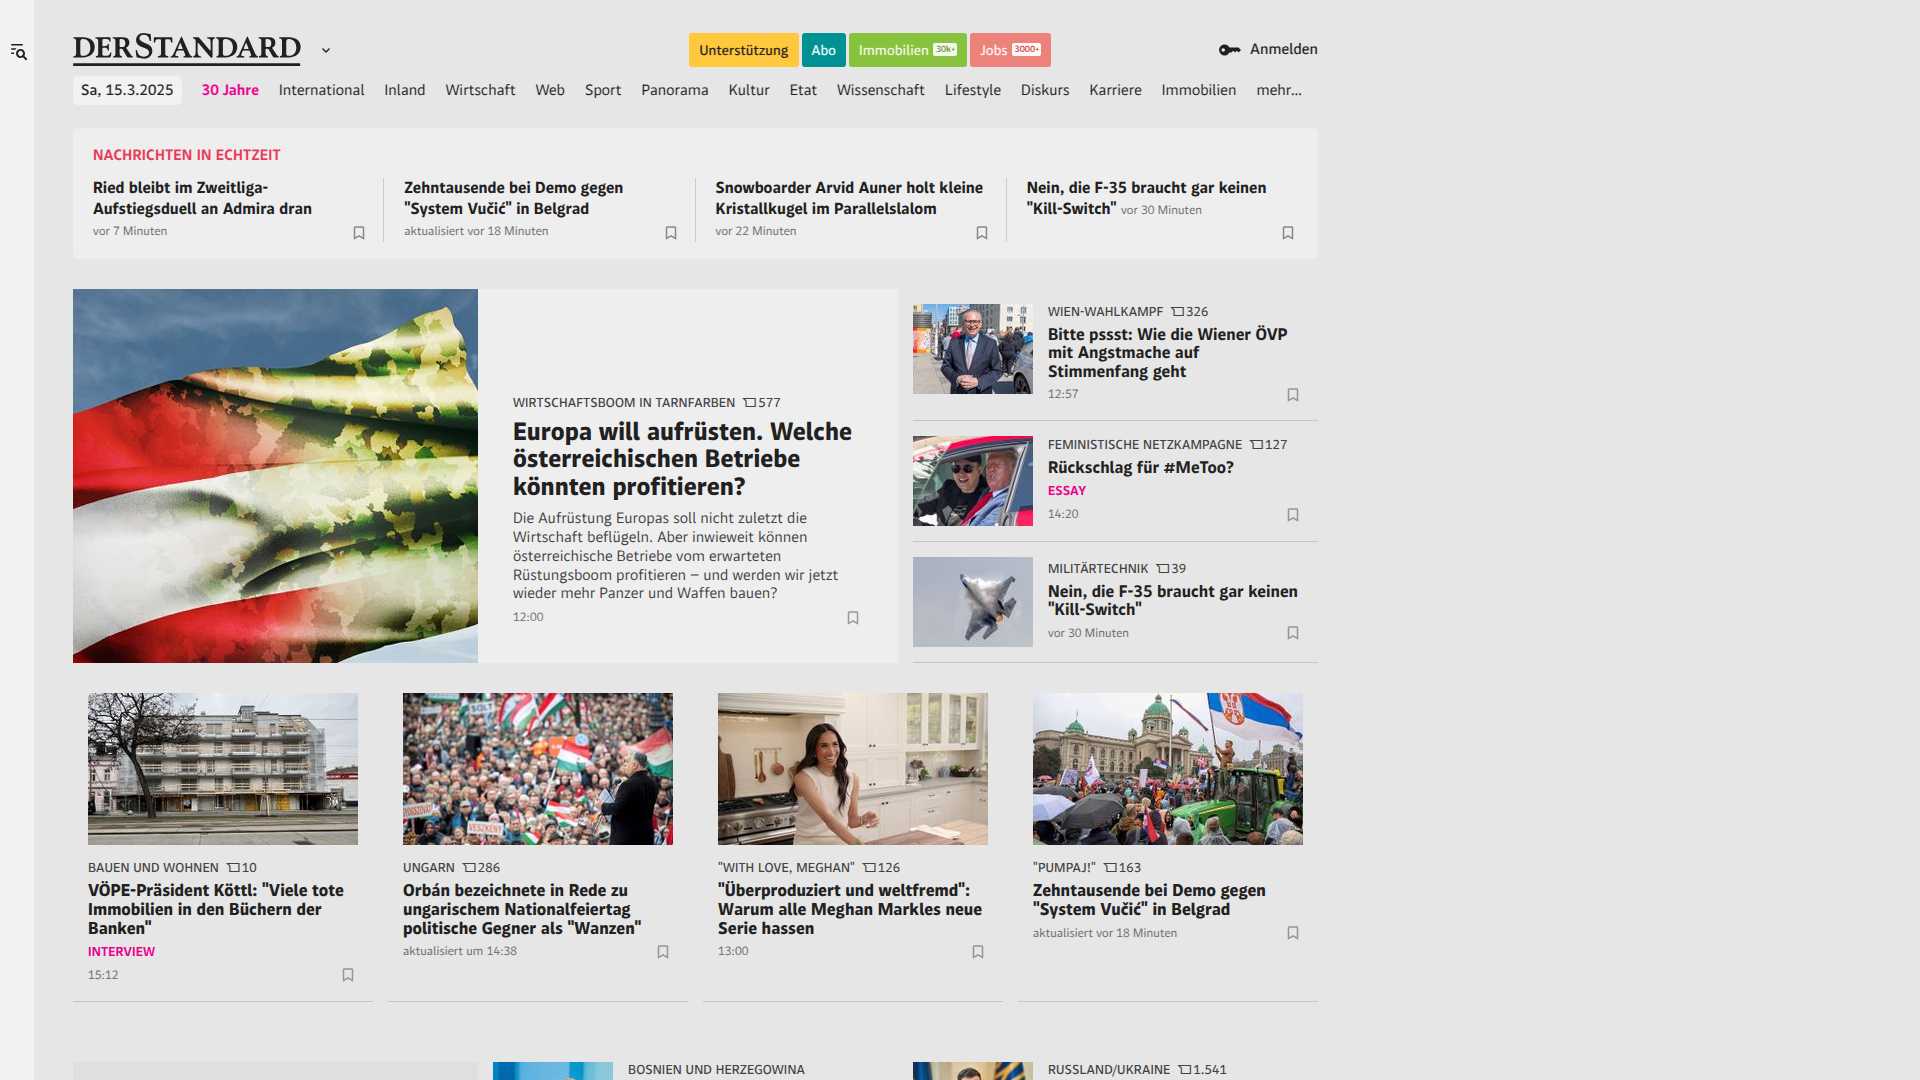 DERSTANDARD
Unterstützung
Abo
Immobilien 30k+
Jobs 3000+
Anmelden
Sa, 15.3.2025
30 Jahre
International
Inland
Wirtschaft
Web
Sport
Panorama
Kultur
Etat
Wissenschaft
Lifestyle
Diskurs
Karriere
Immobilien
mehr...
NACHRICHTEN IN ECHTZEIT
Ried bleibt im Zweitliga-
Aufstiegsduell an Admira dran
vor 7 Minuten
Zehntausende bei Demo gegen
"System Vučić" in Belgrad
aktualisiert vor 18 Minuten
Snowboarder Arvid Auner holt kleine
Kristallkugel im Parallelslalom
vor 22 Minuten
Nein, die F-35 braucht gar keinen
"Kill-Switch" vor 30 Minuten
WIRTSCHAFTSBOOM IN TARNFARBEN 577
Europa will aufrüsten. Welche
österreichischen Betriebe
könnten profitieren?
Die Aufrüstung Europas soll nicht zuletzt die
Wirtschaft beflügeln. Aber inwieweit können
österreichische Betriebe vom erwarteten
Rüstungsboom profitieren – und werden wir jetzt
wieder mehr Panzer und Waffen bauen?
12:00
WIEN-WAHLKAMPF 326
Bitte pssst: Wie die Wiener ÖVP
mit Angstmache auf
Stimmenfang geht
12:57
FEMINISTISCHE NETZKAMPAGNE 127
Rückschlag für #MeToo?
ESSAY
14:20
MILITÄRTECHNIK 39
Nein, die F-35 braucht gar keinen
"Kill-Switch"
vor 30 Minuten
BAUEN UND WOHNEN 10
VÖPE-Präsident Köttl: "Viele tote
Immobilien in den Büchern der
Banken"
INTERVIEW
15:12
UNGARN 286
Orbán bezeichnete in Rede zu
ungarischem Nationalfeiertag
politische Gegner als "Wanzen"
aktualisiert um 14:38
"WITH LOVE, MEGHAN" 126
"Überproduziert und weltfremd":
Warum alle Meghan Markles neue
Serie hassen
13:00
"PUMPAJ!" 163
Zehntausende bei Demo gegen
"System Vučić" in Belgrad
aktualisiert vor 18 Minuten
BOSNIEN UND HERZEGOWINA
RUSSLAND/UKRAINE 1.541